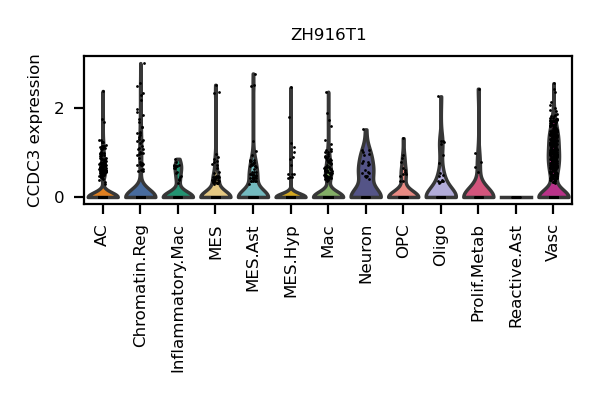 ZH916T1
CCDC3 expression
2
0
AC
Chromatin.Reg
Inflammatory.Mac
MES
MES.Ast
MES.Hyp
Mac
Neuron
OPC
Oligo
Prolif.Metab
Reactive.Ast
Vasc